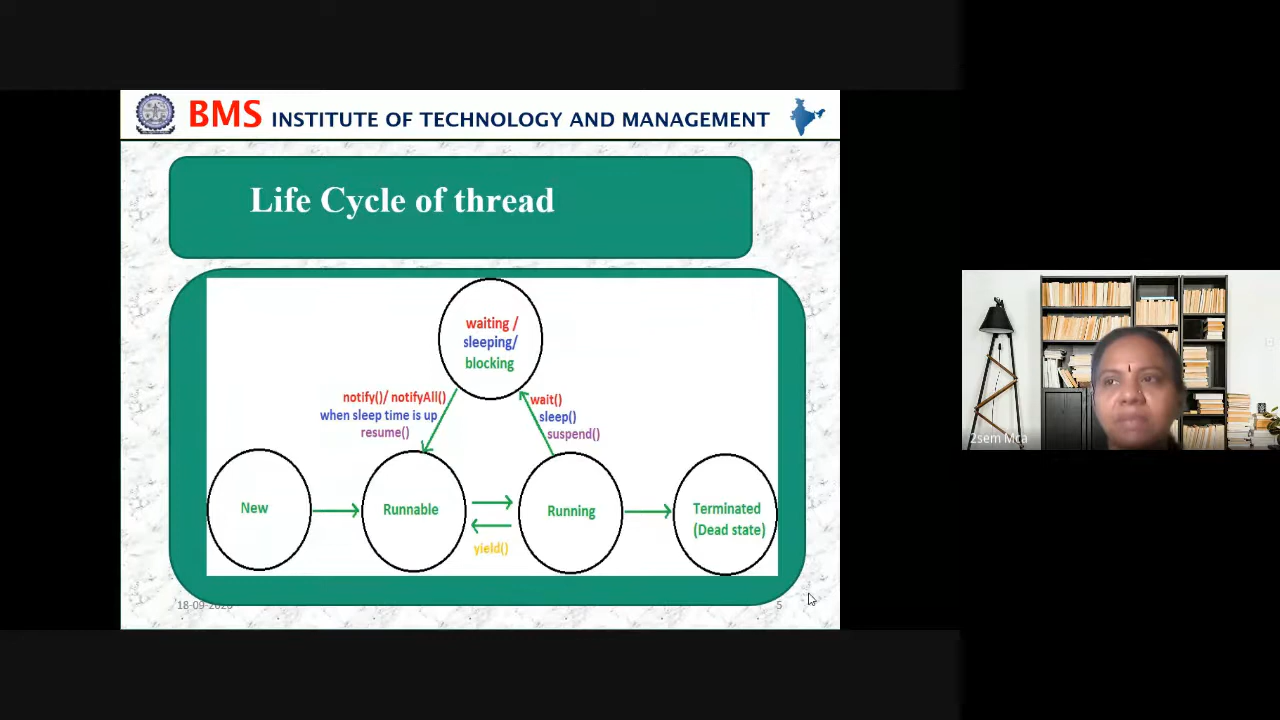 BMS INSTITUTE OF TECHNOLOGY AND MANAGEMENT
Life Cycle of thread
waiting /
sleeping/
blocking
notify()/ notifyAll()
when sleep time is up
resume()
wait()
sleep()
suspend()
New
Runnable
Running
Terminated
(Dead state)
yield()
5
2sem Mca